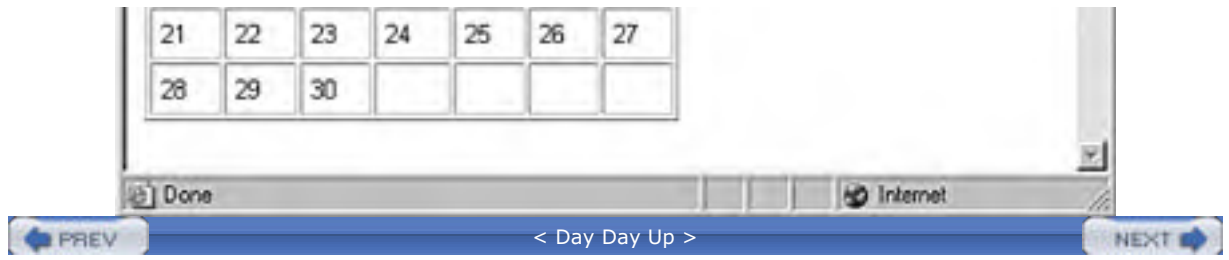 21 22 23 24 25 26 27
28 29 30
Done Internet
PREV < Day Day Up > NEXT